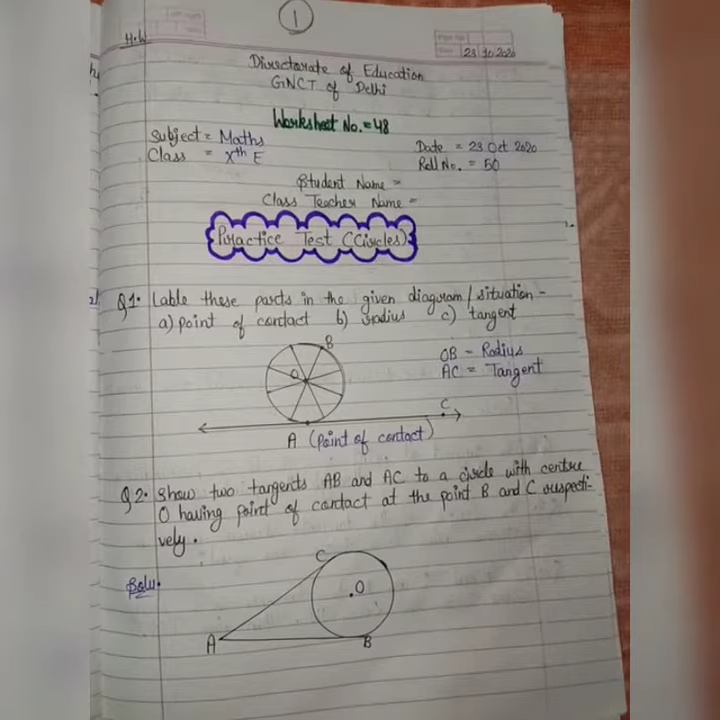 1
H.W
23 10 2020
Directorate of Education
GNCT of Delhi
Worksheet No. = 48
Subject = Maths
Date = 23 Oct 2020
Class = Xth E
Roll No. = 50
Student Name =
Class Teacher Name =
Practice Test (Circles):
Q1. Lable these parts in the given diagram/situation -
a) point of contact b) radius c) tangent
B
OB = Radius
O
AC = Tangent
C
A (Point of contact)
Q2. Show two tangents AB and AC to a circle with centre
O having point of contact at the point B and C respecti-
vely.
Solu.
C
O
A
B